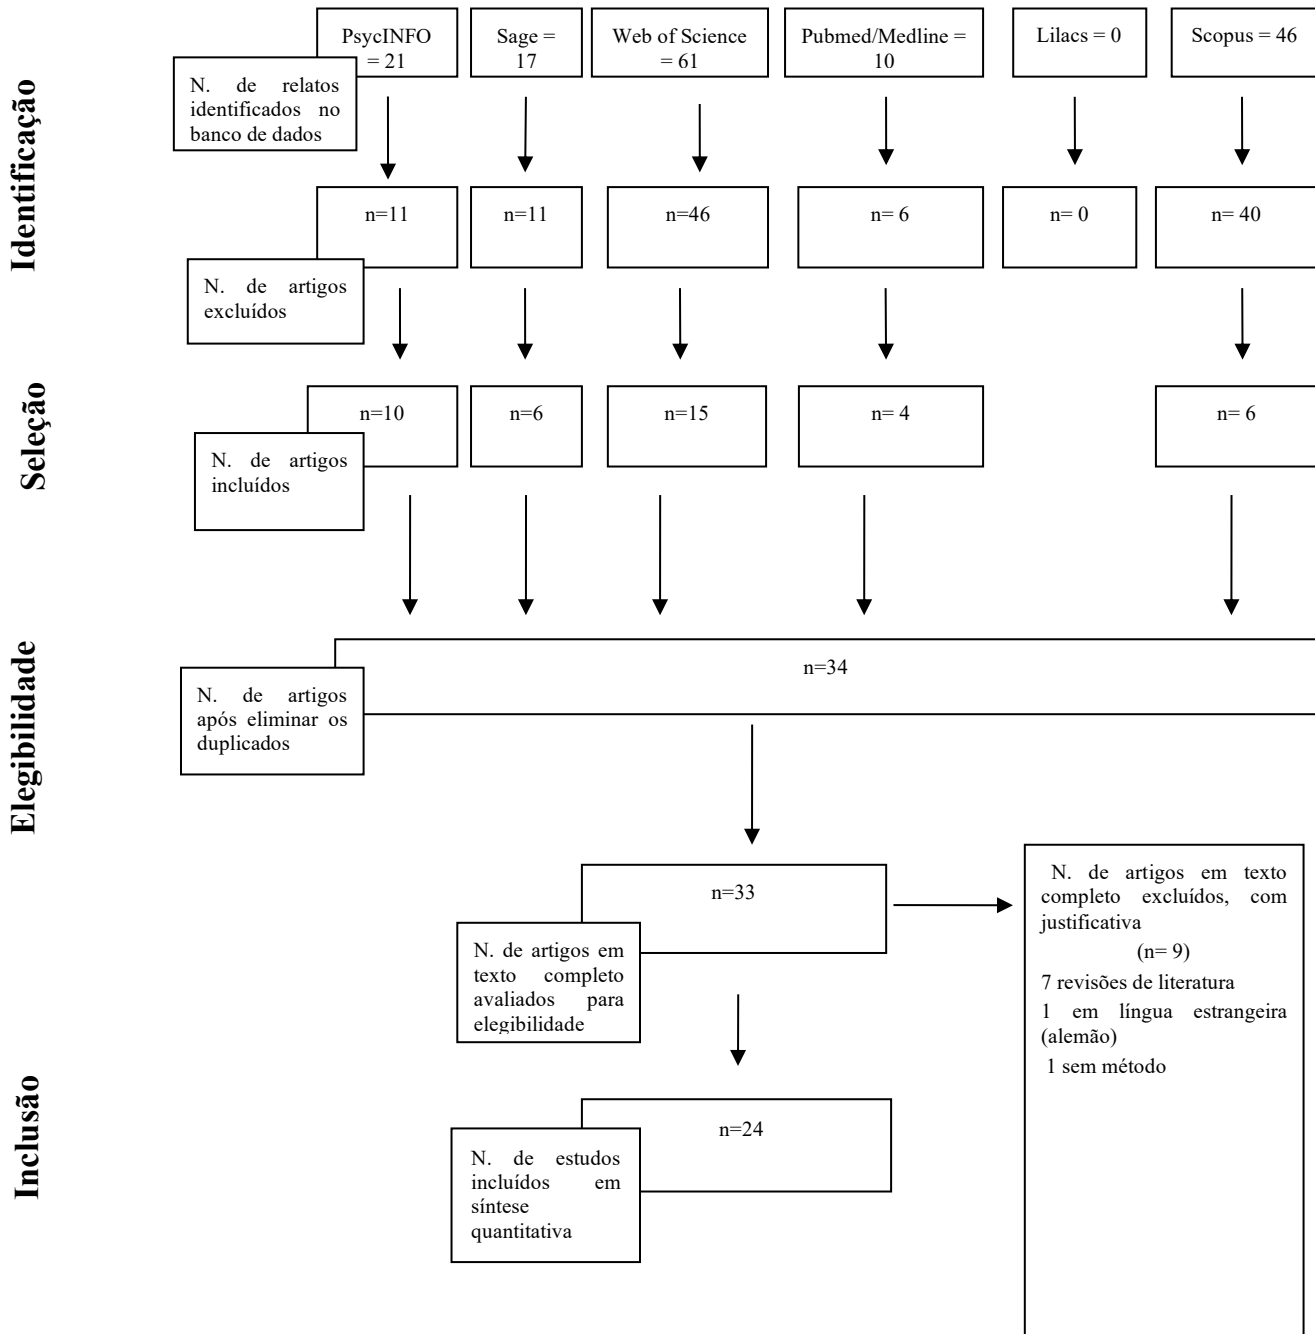 Identificação
PsycINFO
= 21
Sage =
17
Web of Science
= 61
Pubmed/Medline =
10
Lilacs = 0
Scopus = 46
N. de relatos
identificados no
banco de dados
n=11
n=11
n=46
n= 6
n= 0
n= 40
N. de artigos
excluídos
Seleção
n=10
n=6
n=15
n= 4
n= 6
N. de artigos
incluídos
Elegibilidade
n=34
N. de artigos
após eliminar os
duplicados
n=33
N. de artigos em
texto completo
avaliados para
elegibilidade
N. de artigos em texto
completo excluídos, com
justificativa
(n= 9)
7 revisões de literatura
1 em língua estrangeira
(alemão)
1 sem método
Inclusão
n=24
N. de estudos
incluídos em
síntese
quantitativa